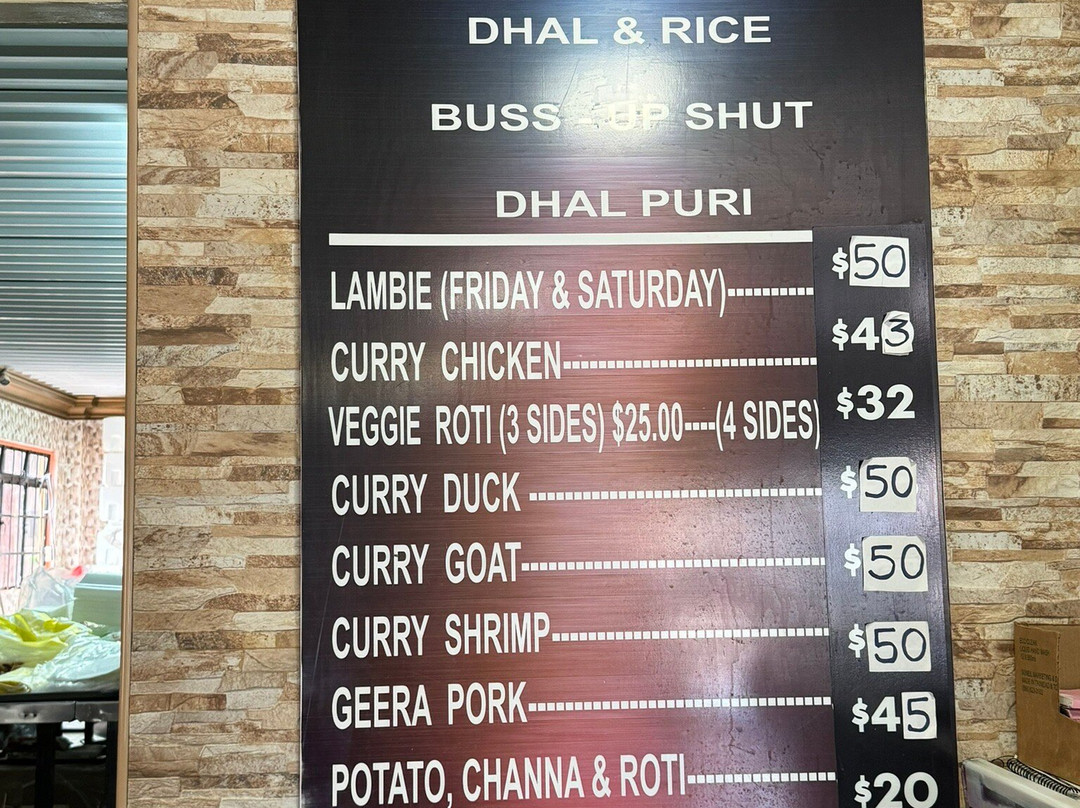 DHAL & RICE
BUSS - UP SHUT
DHAL PURI
LAMBIE (FRIDAY & SATURDAY)----------- $50
CURRY CHICKEN-------------------------------- $43
VEGGIE ROTI (3 SIDES) $25.00----(4 SIDES) $32
CURRY DUCK ------------------------------------- $50
CURRY GOAT-------------------------------------- $50
CURRY SHRIMP----------------------------------- $50
GEERA PORK-------------------------------------- $45
POTATO, CHANNA & ROTI------------------ $20